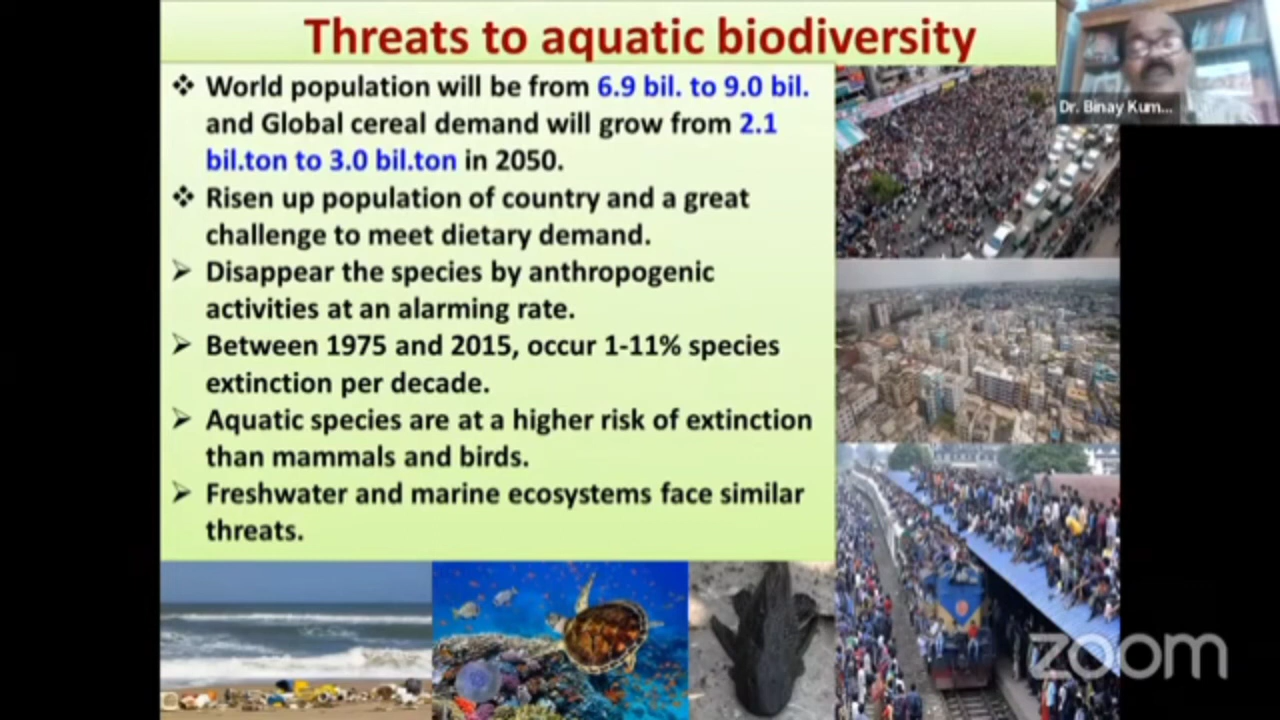 Threats to aquatic biodiversity
❖ World population will be from 6.9 bil. to 9.0 bil.
and Global cereal demand will grow from 2.1
bil.ton to 3.0 bil.ton in 2050.
❖ Risen up population of country and a great
challenge to meet dietary demand.
➢ Disappear the species by anthropogenic
activities at an alarming rate.
➢ Between 1975 and 2015, occur 1-11% species
extinction per decade.
➢ Aquatic species are at a higher risk of extinction
than mammals and birds.
➢ Freshwater and marine ecosystems face similar
threats.
Dr. Binay Kum...
zoom